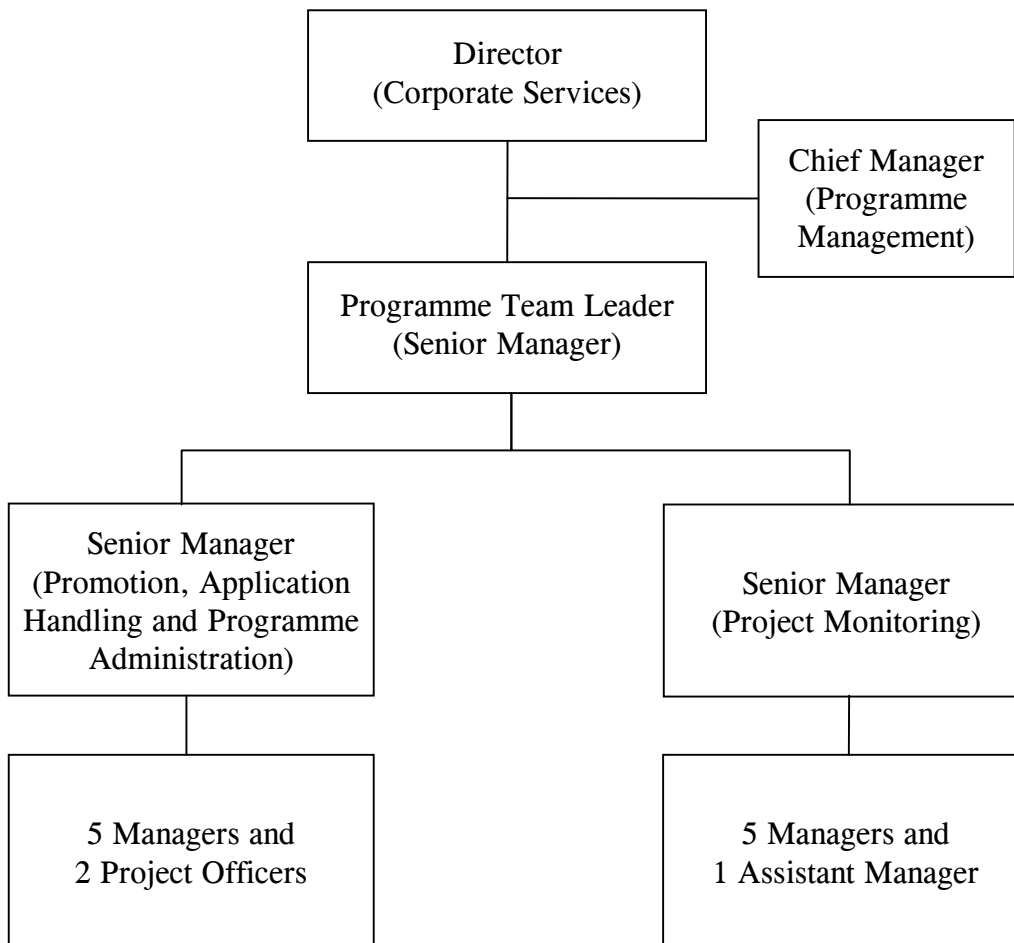 Director
(Corporate Services)
Chief Manager
(Programme
Management)
Programme Team Leader
(Senior Manager)
Senior Manager
(Promotion, Application
Handling and Programme
Administration)
Senior Manager
(Project Monitoring)
5 Managers and
2 Project Officers
5 Managers and
1 Assistant Manager